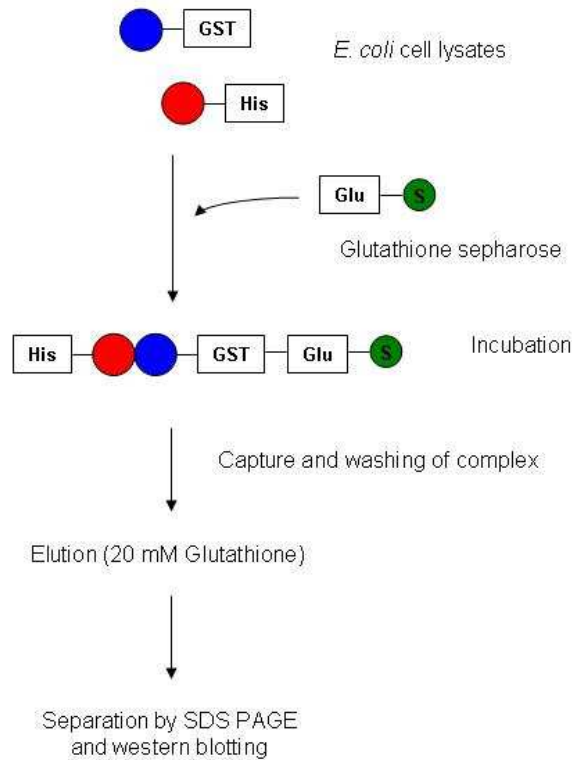 GST
E. coli cell lysates
His
Glu
S
Glutathione sepharose
His
GST
Glu
S
Incubation
Capture and washing of complex
Elution (20 mM Glutathione)
Separation by SDS PAGE
and western blotting